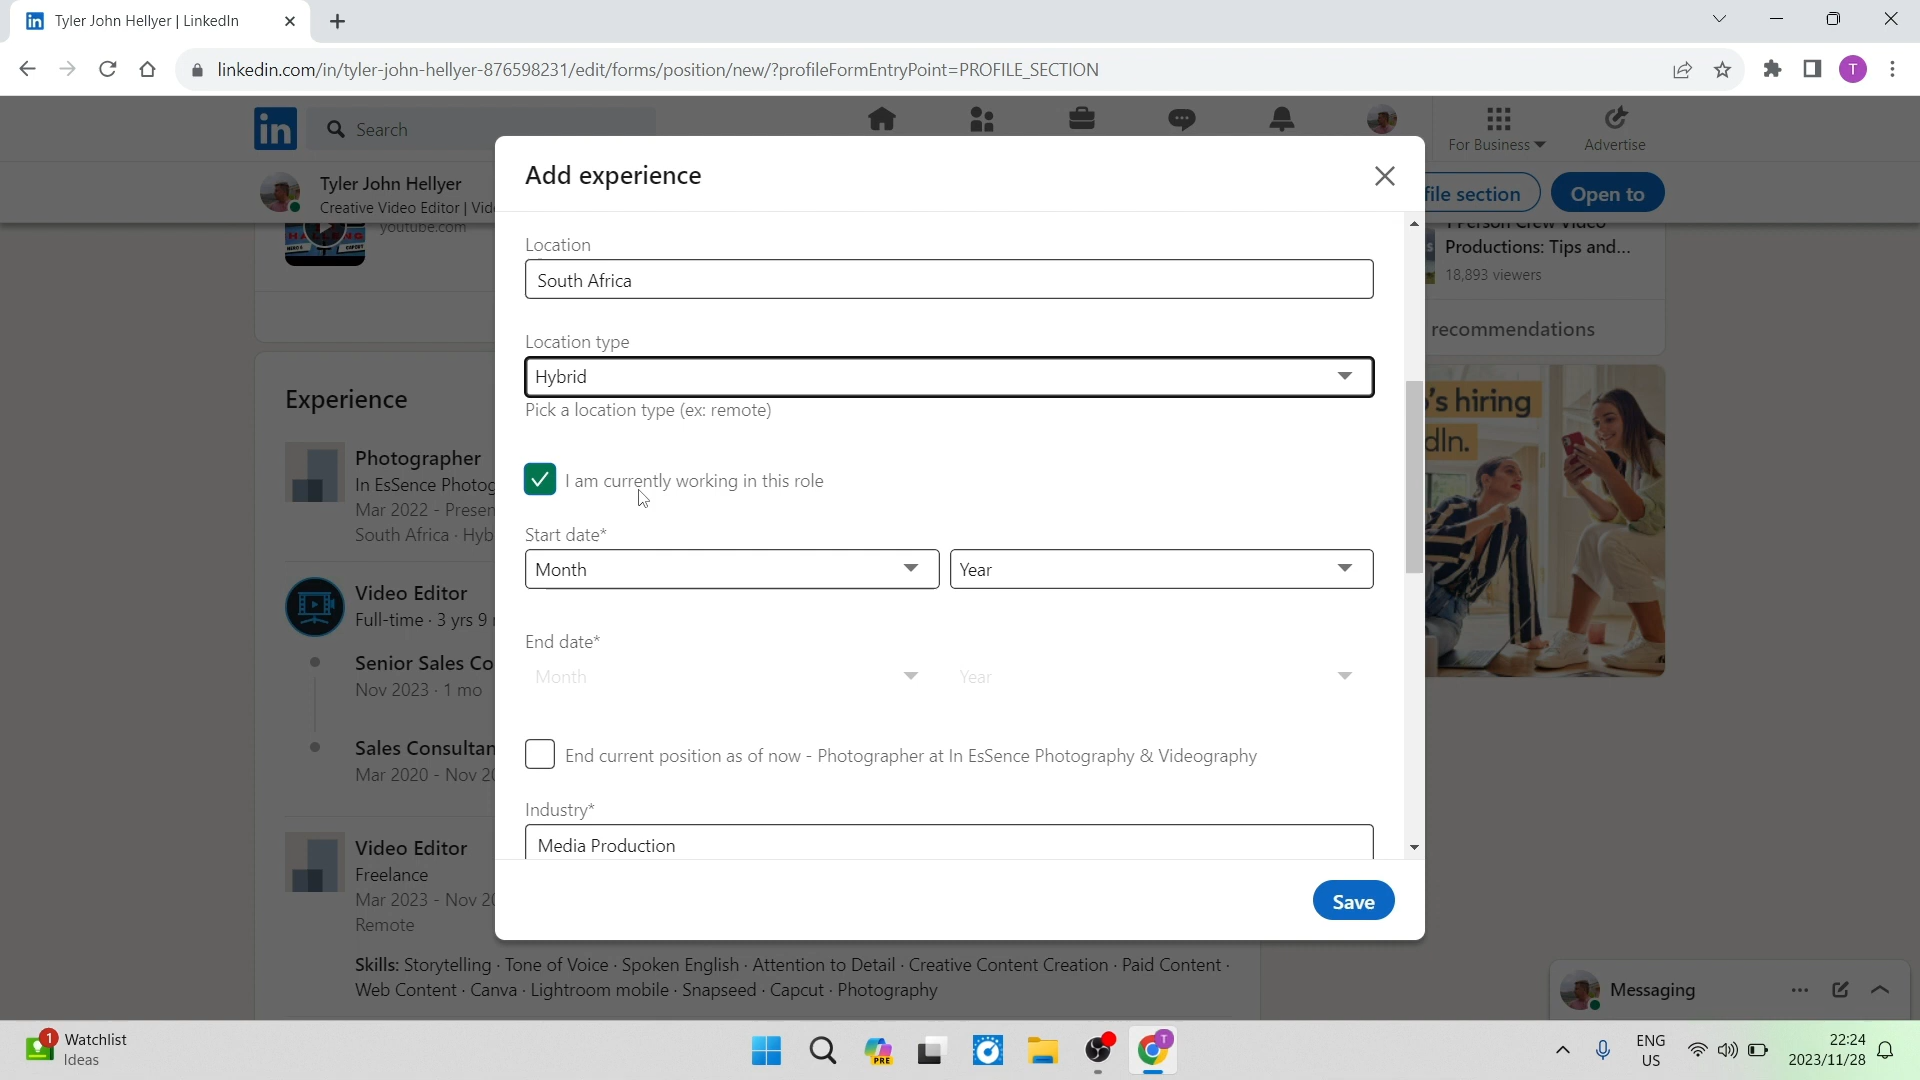 Tyler John Hellyer | LinkedIn
linkedin.com/in/tyler-john-hellyer-876598231/edit/forms/position/new/?profileFormEntryPoint=PROFILE_SECTION
T
in
Search
For Business
Advertise
Tyler John Hellyer
Creative Video Editor | Vid
file section
Open to
youtube.com
Add experience
Location
South Africa
Location type
Hybrid
Pick a location type (ex: remote)
I am currently working in this role
Start date*
Month
Year
End date*
Month
Year
End current position as of now - Photographer at In EsSence Photography & Videography
Industry*
Media Production
Save
Productions: Tips and...
18,893 viewers
recommendations
's hiring
dIn.
Experience
Photographer
In EsSence Photog
Mar 2022 - Presen
South Africa · Hyb
Video Editor
Full-time · 3 yrs 9
Senior Sales Co
Nov 2023 · 1 mo
Sales Consultan
Mar 2020 - Nov 20
Video Editor
Freelance
Mar 2023 - Nov 20
Remote
Skills: Storytelling · Tone of Voice · Spoken English · Attention to Detail · Creative Content Creation · Paid Content ·
Web Content · Canva · Lightroom mobile · Snapseed · Capcut · Photography
Messaging
1
Watchlist
Ideas
PRE
T
ENG
US
22:24
2023/11/28